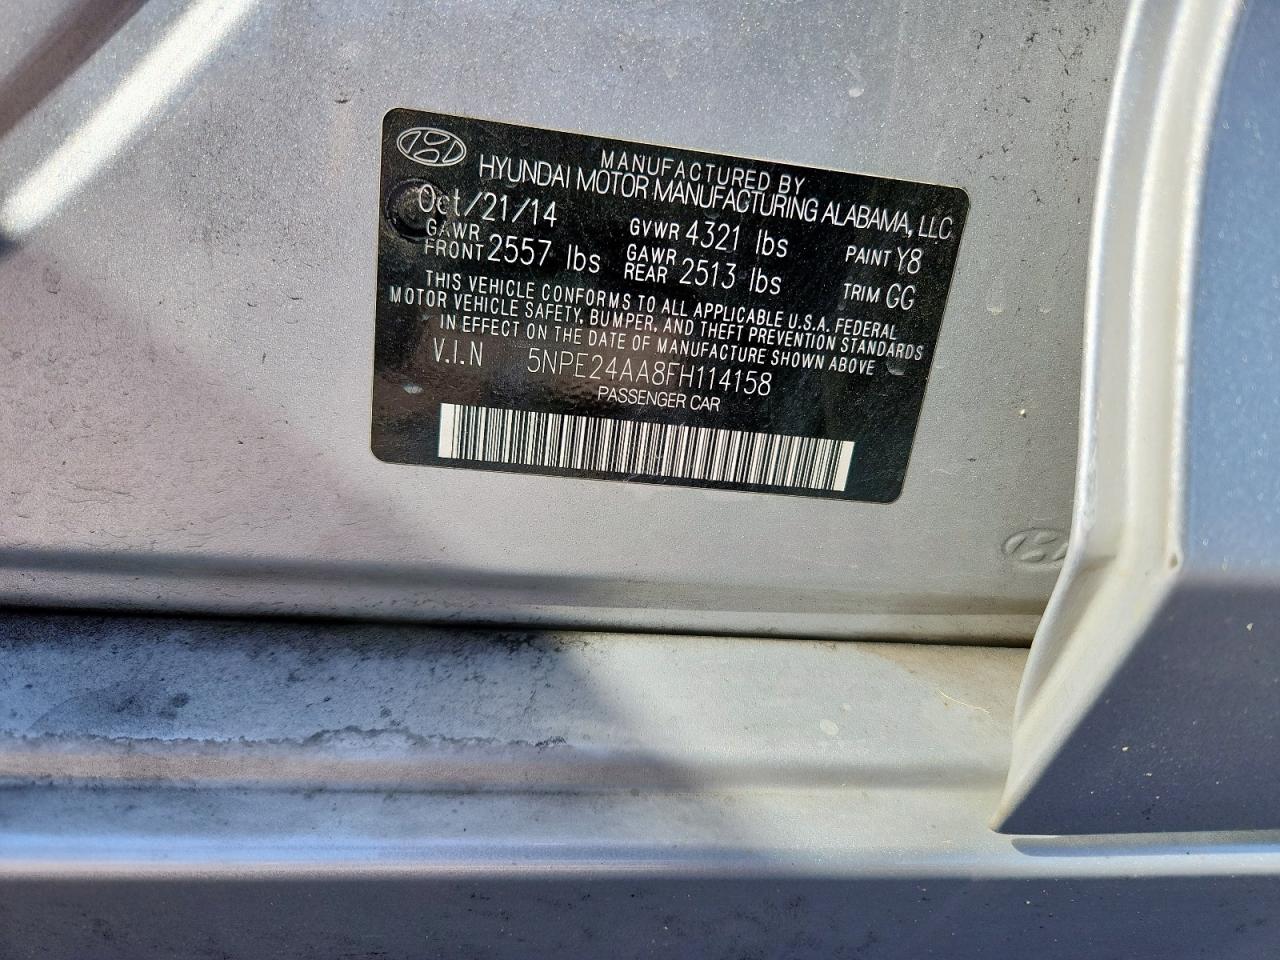 MANUFACTURED BY
HYUNDAI MOTOR MANUFACTURING ALABAMA, LLC
Oct/21/14 GVWR 4321 lbs PAINT Y8
GAWR FRONT 2557 lbs GAWR REAR 2513 lbs TRIM GG
THIS VEHICLE CONFORMS TO ALL APPLICABLE U.S.A. FEDERAL
MOTOR VEHICLE SAFETY, BUMPER, AND THEFT PREVENTION STANDARDS
IN EFFECT ON THE DATE OF MANUFACTURE SHOWN ABOVE
V.I.N 5NPE24AA8FH114158
PASSENGER CAR